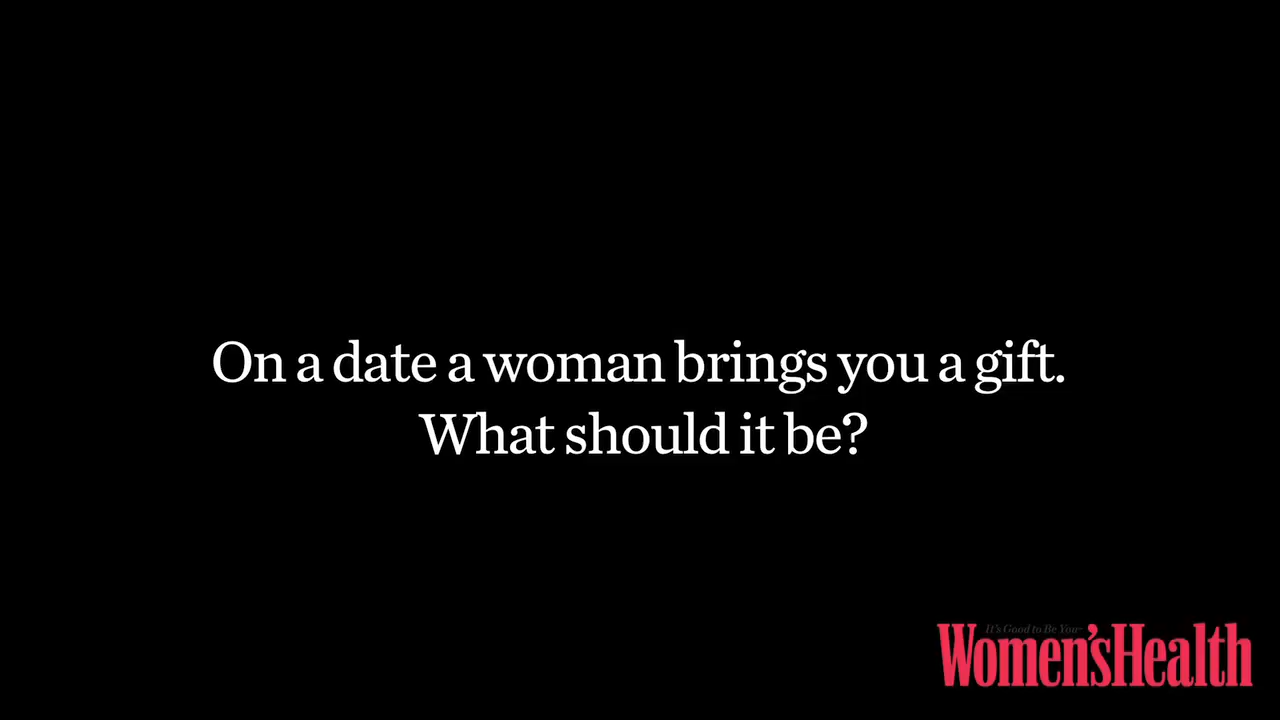 On a date a woman brings you a gift.
What should it be?
It's Good to Be You
Women'sHealth